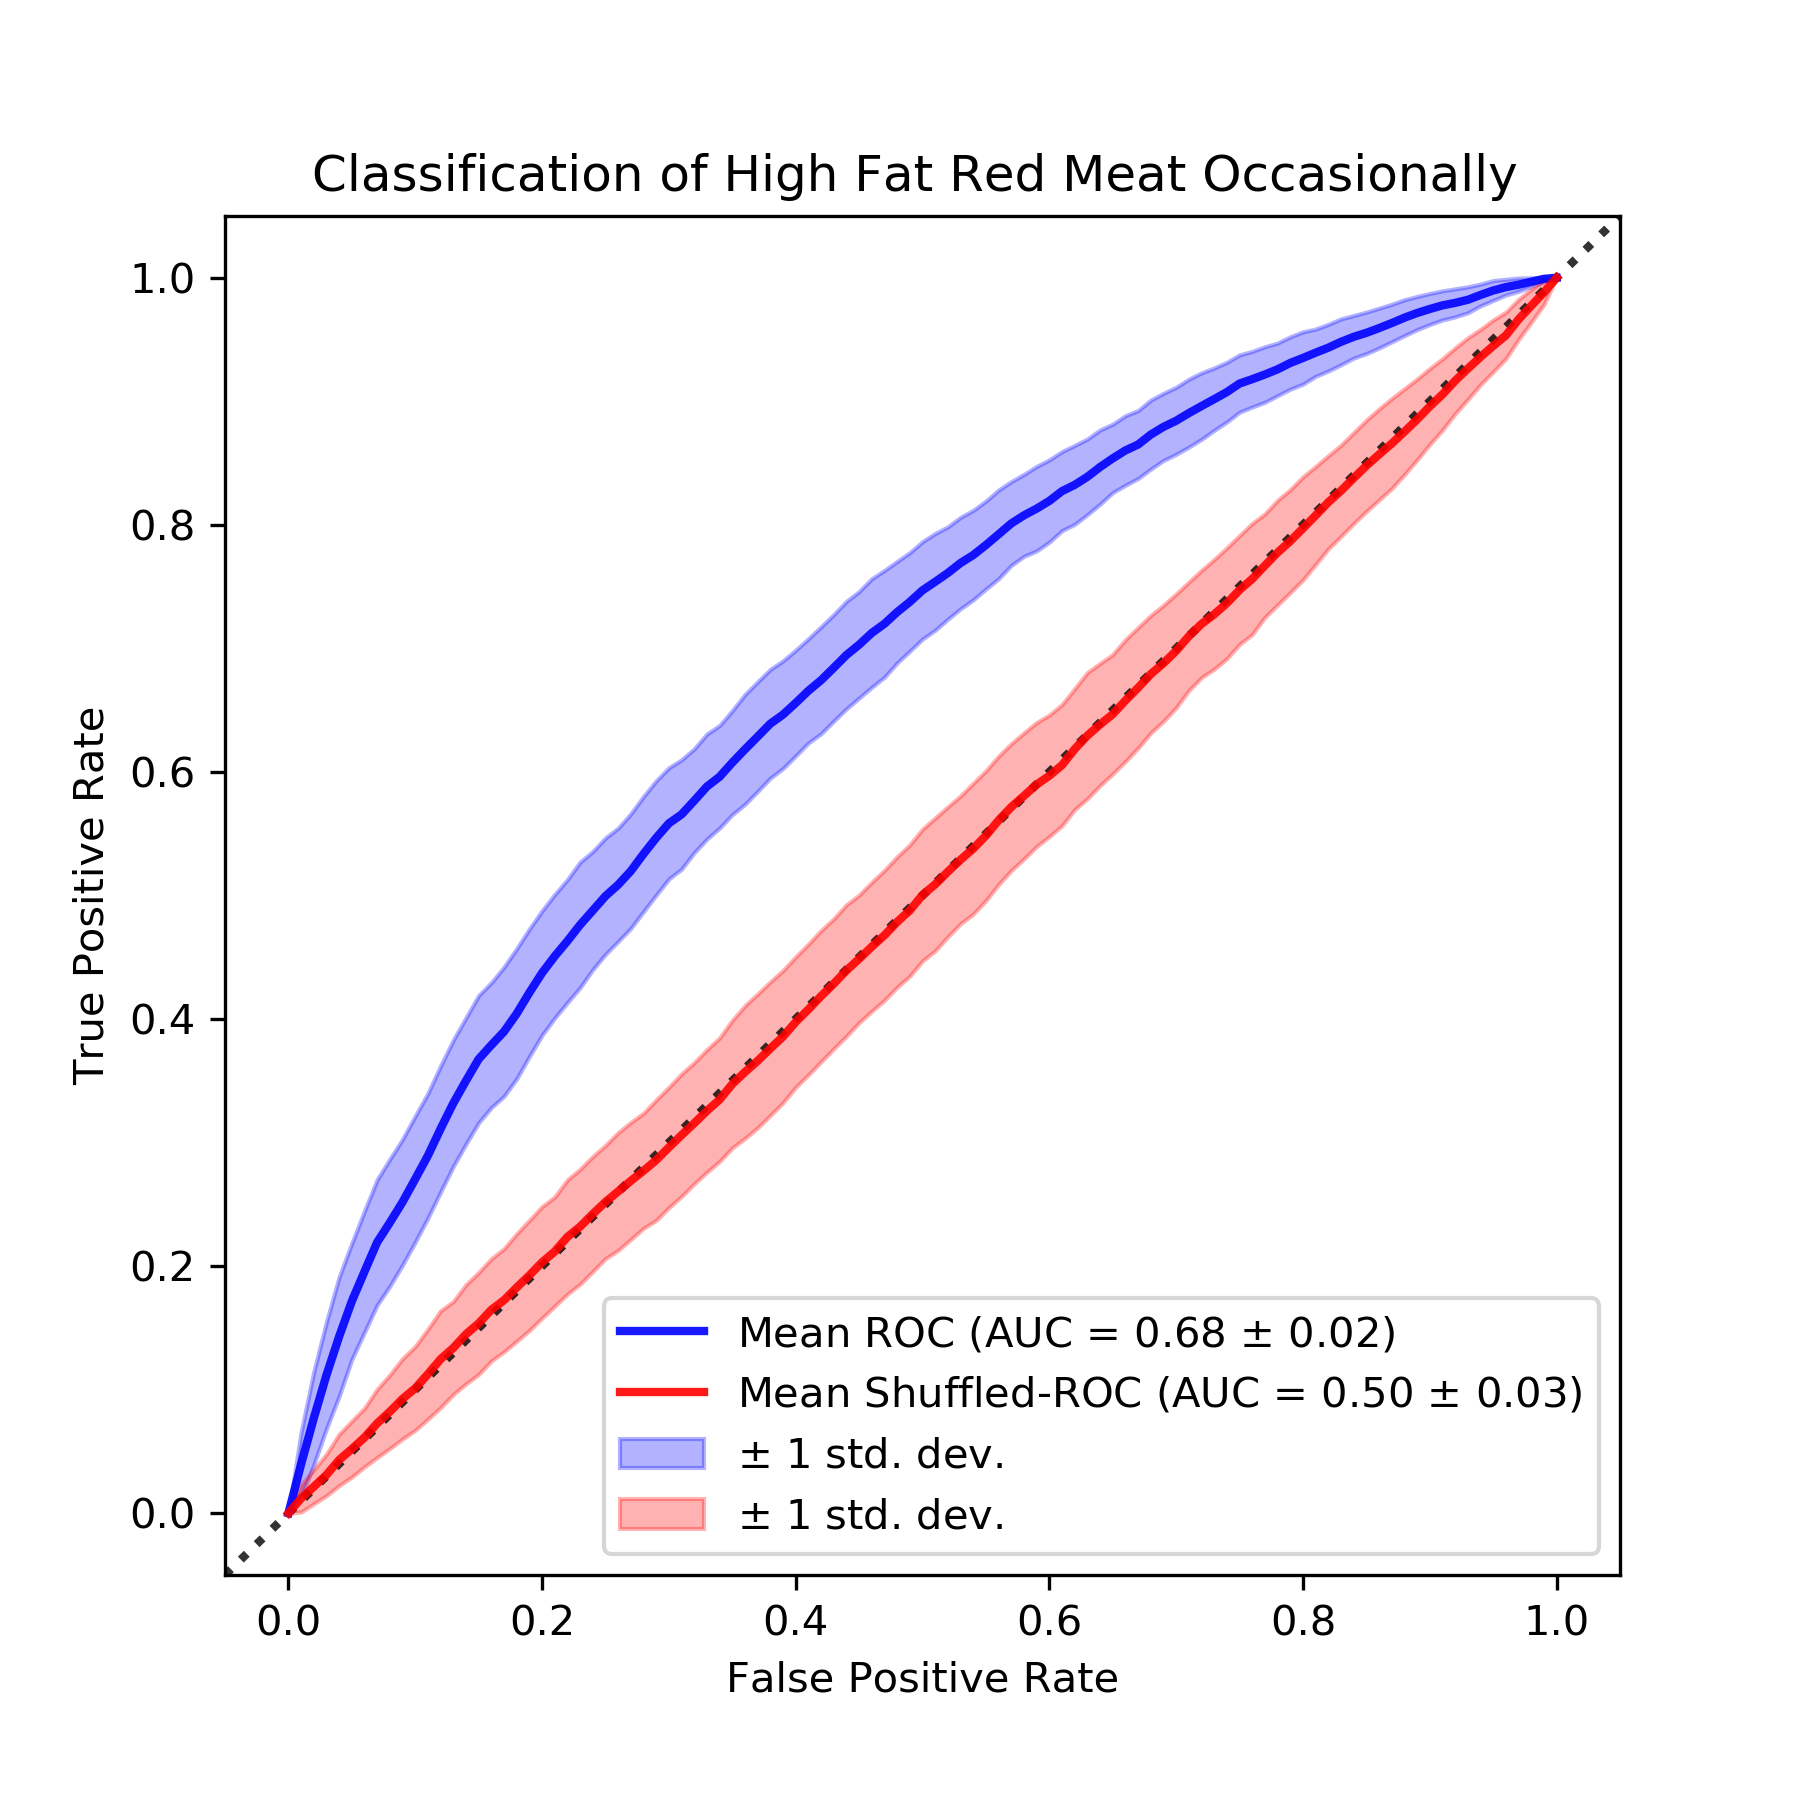 Classification of High Fat Red Meat Occasionally
1.0
0.8
0.6
0.4
0.2
0.0
True Positive Rate
Mean ROC (AUC = 0.68 ± 0.02)
Mean Shuffled-ROC (AUC = 0.50 ± 0.03)
± 1 std. dev.
± 1 std. dev.
0.0 0.2 0.4 0.6 0.8 1.0
False Positive Rate